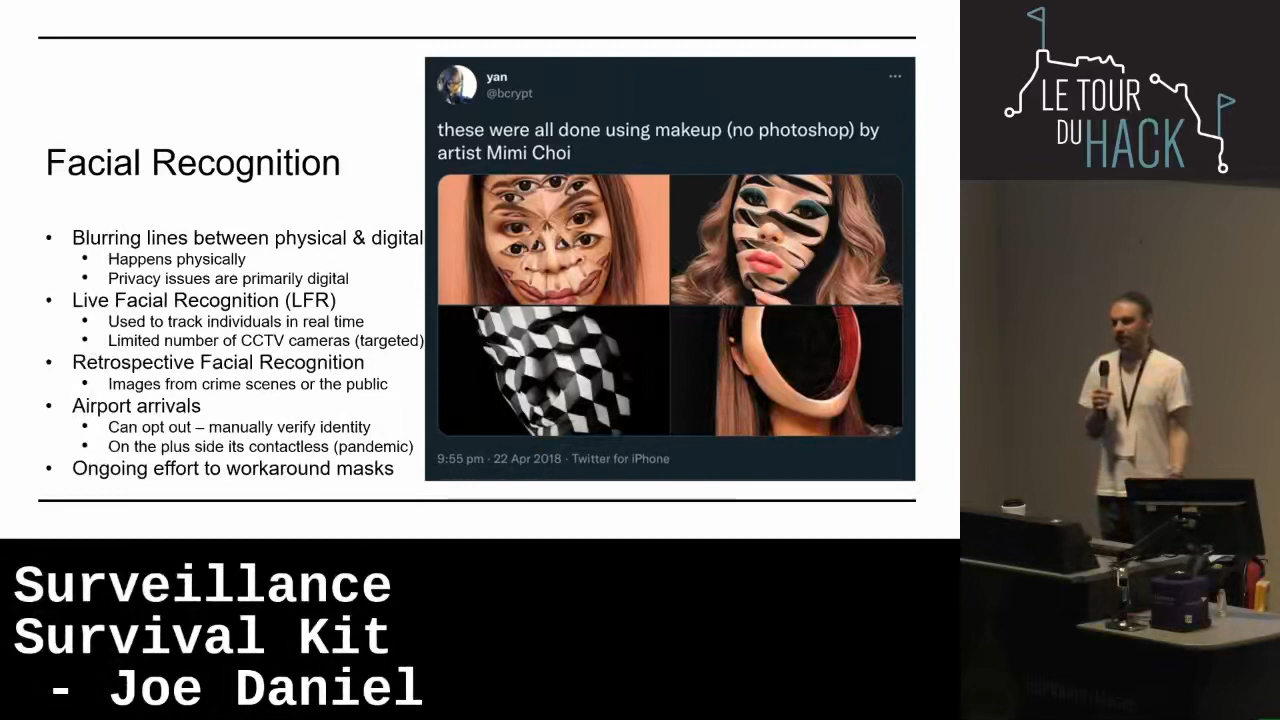 Facial Recognition
• Blurring lines between physical & digital
• Happens physically
• Privacy issues are primarily digital
• Live Facial Recognition (LFR)
• Used to track individuals in real time
• Limited number of CCTV cameras (targeted)
• Retrospective Facial Recognition
• Images from crime scenes or the public
• Airport arrivals
• Can opt out – manually verify identity
• On the plus side its contactless (pandemic)
• Ongoing effort to workaround masks
yan
@bcrypt
these were all done using makeup (no photoshop) by
artist Mimi Choi
9:55 pm · 22 Apr 2018 · Twitter for iPhone
LE TOUR
DU HACK
Surveillance
Survival Kit
- Joe Daniel